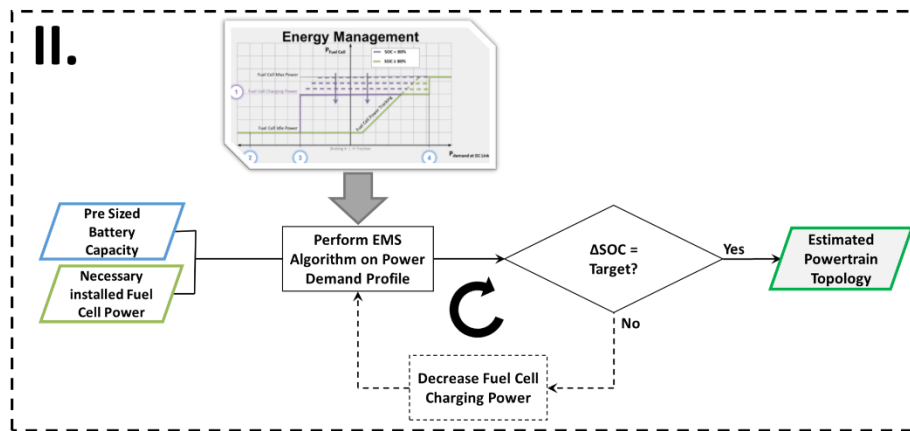 II.
Energy Management
P Fuel Cell
SOC < 80%
SOC ≥ 80%
Fuel Cell Max Power
Fuel Cell Charging Power
1
Fuel Cell Power Tracking
Fuel Cell Idle Power
Braking
Traction
2
3
4
P demand at DC Link
Pre Sized
Battery
Capacity
Necessary
installed Fuel
Cell Power
Perform EMS
Algorithm on Power
Demand Profile
ΔSOC =
Target?
Yes
No
Estimated
Powertrain
Topology
Decrease Fuel Cell
Charging Power